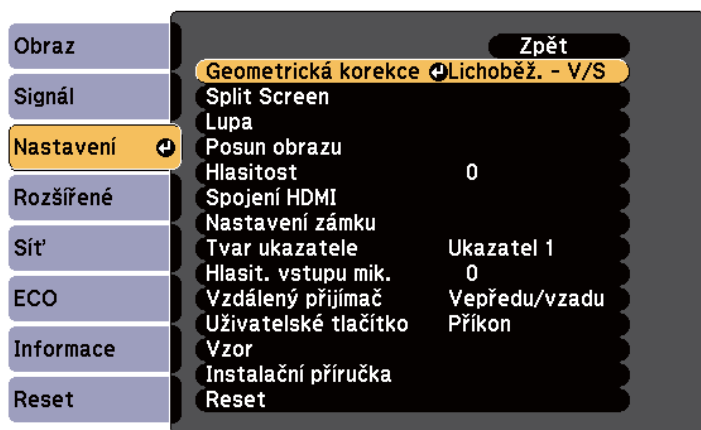 Obraz
Signál
Nastavení
Rozšířené
Síť
ECO
Informace
Reset
Zpět
Geometrická korekce Lichoběž. - V/S
Split Screen
Lupa
Posun obrazu
Hlasitost 0
Spojení HDMI
Nastavení zámku
Tvar ukazatele Ukazatel 1
Hlasit. vstupu mik. 0
Vzdálený přijímač Vepředu/vzadu
Uživatelské tlačítko Příkon
Vzor
Instalační příručka
Reset